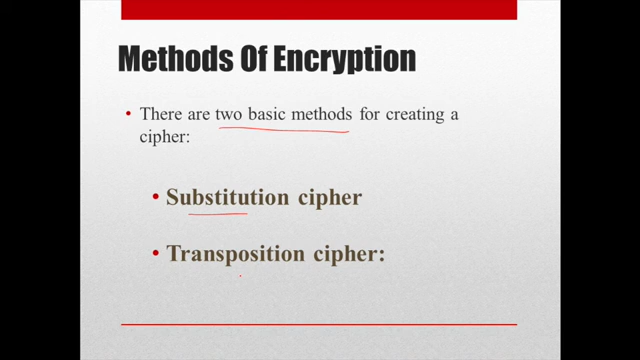 Methods Of Encryption
• There are two basic methods for creating a
cipher:
• Substitution cipher
• Transposition cipher: